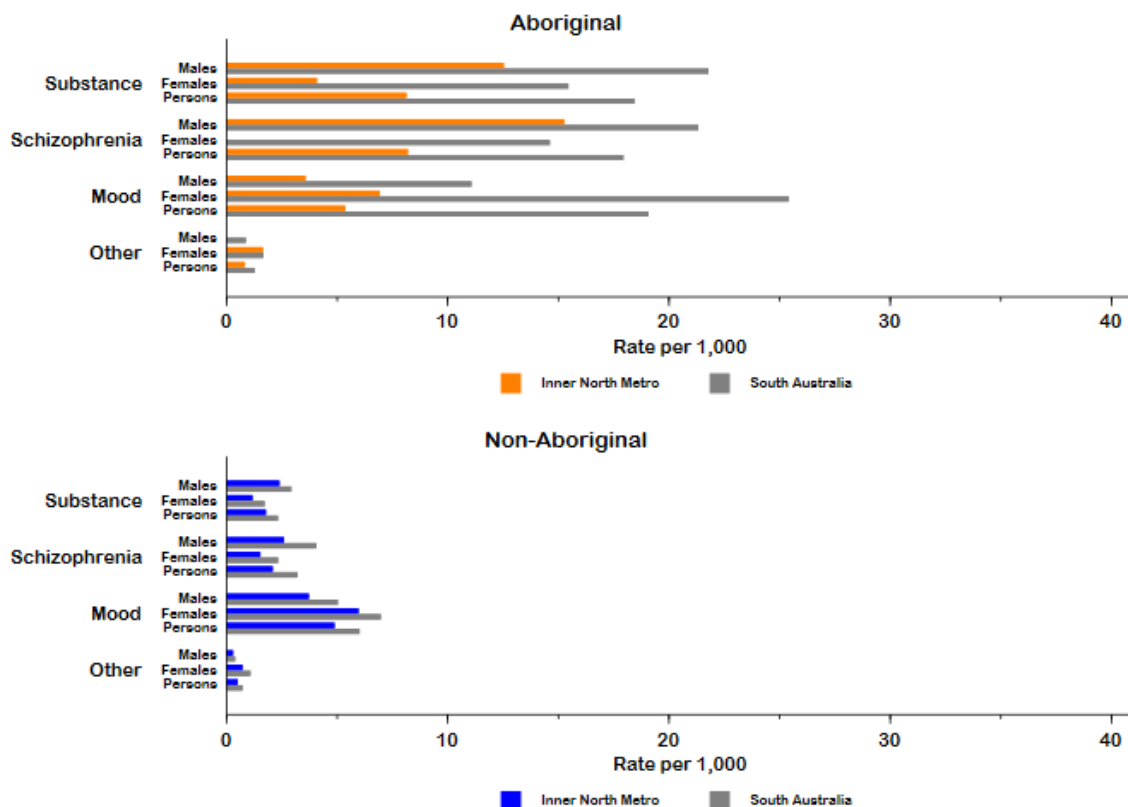 Aboriginal
Males
Substance Females
Persons
Males
Schizophrenia Females
Persons
Males
Mood Females
Persons
Males
Other Females
Persons
0 10 20 30 40
Rate per 1,000
Inner North Metro South Australia
Non-Aboriginal
Males
Substance Females
Persons
Males
Schizophrenia Females
Persons
Males
Mood Females
Persons
Males
Other Females
Persons
0 10 20 30 40
Rate per 1,000
Inner North Metro South Australia